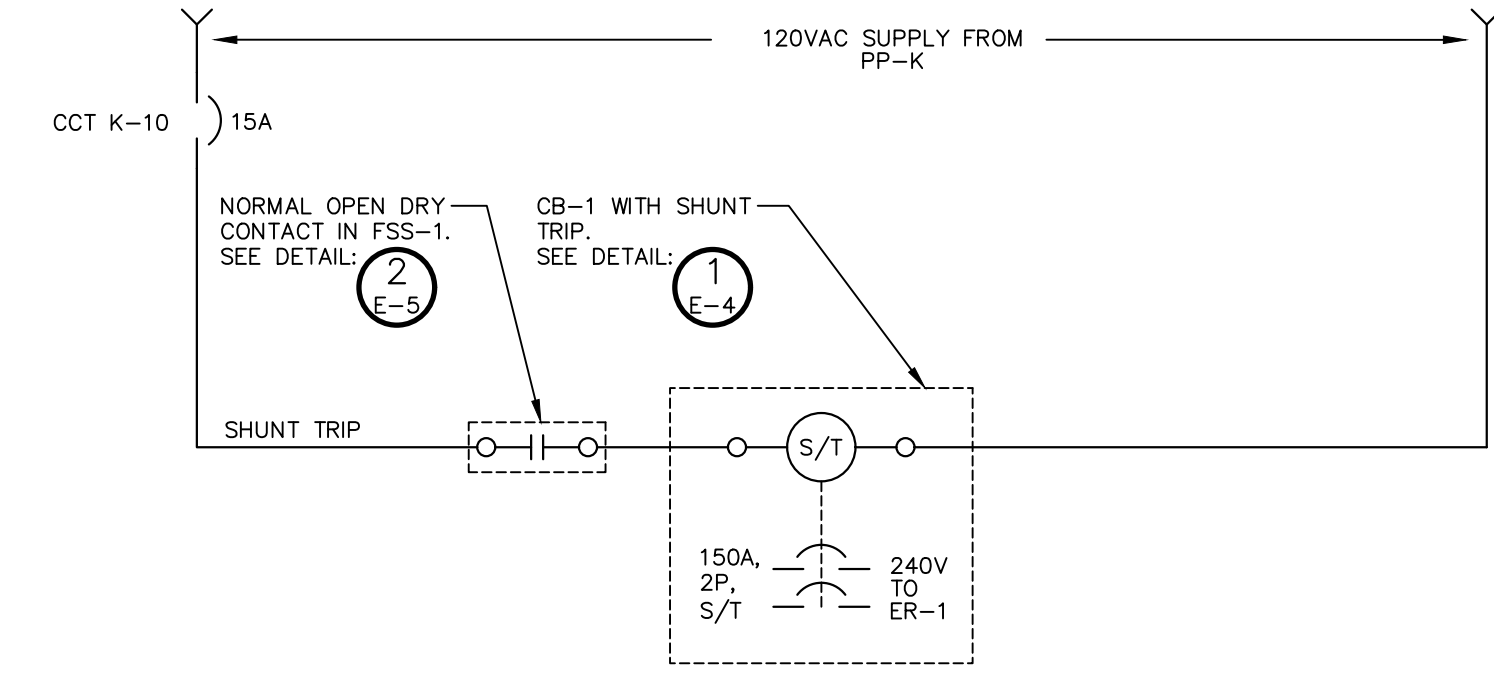 120VAC SUPPLY FROM
PP-K
CCT K-10
15A
NORMAL OPEN DRY
CONTACT IN FSS-1.
SEE DETAIL:
2
E-5
CB-1 WITH SHUNT
TRIP.
SEE DETAIL:
1
E-4
SHUNT TRIP
S/T
150A,
2P,
S/T
240V
TO
ER-1